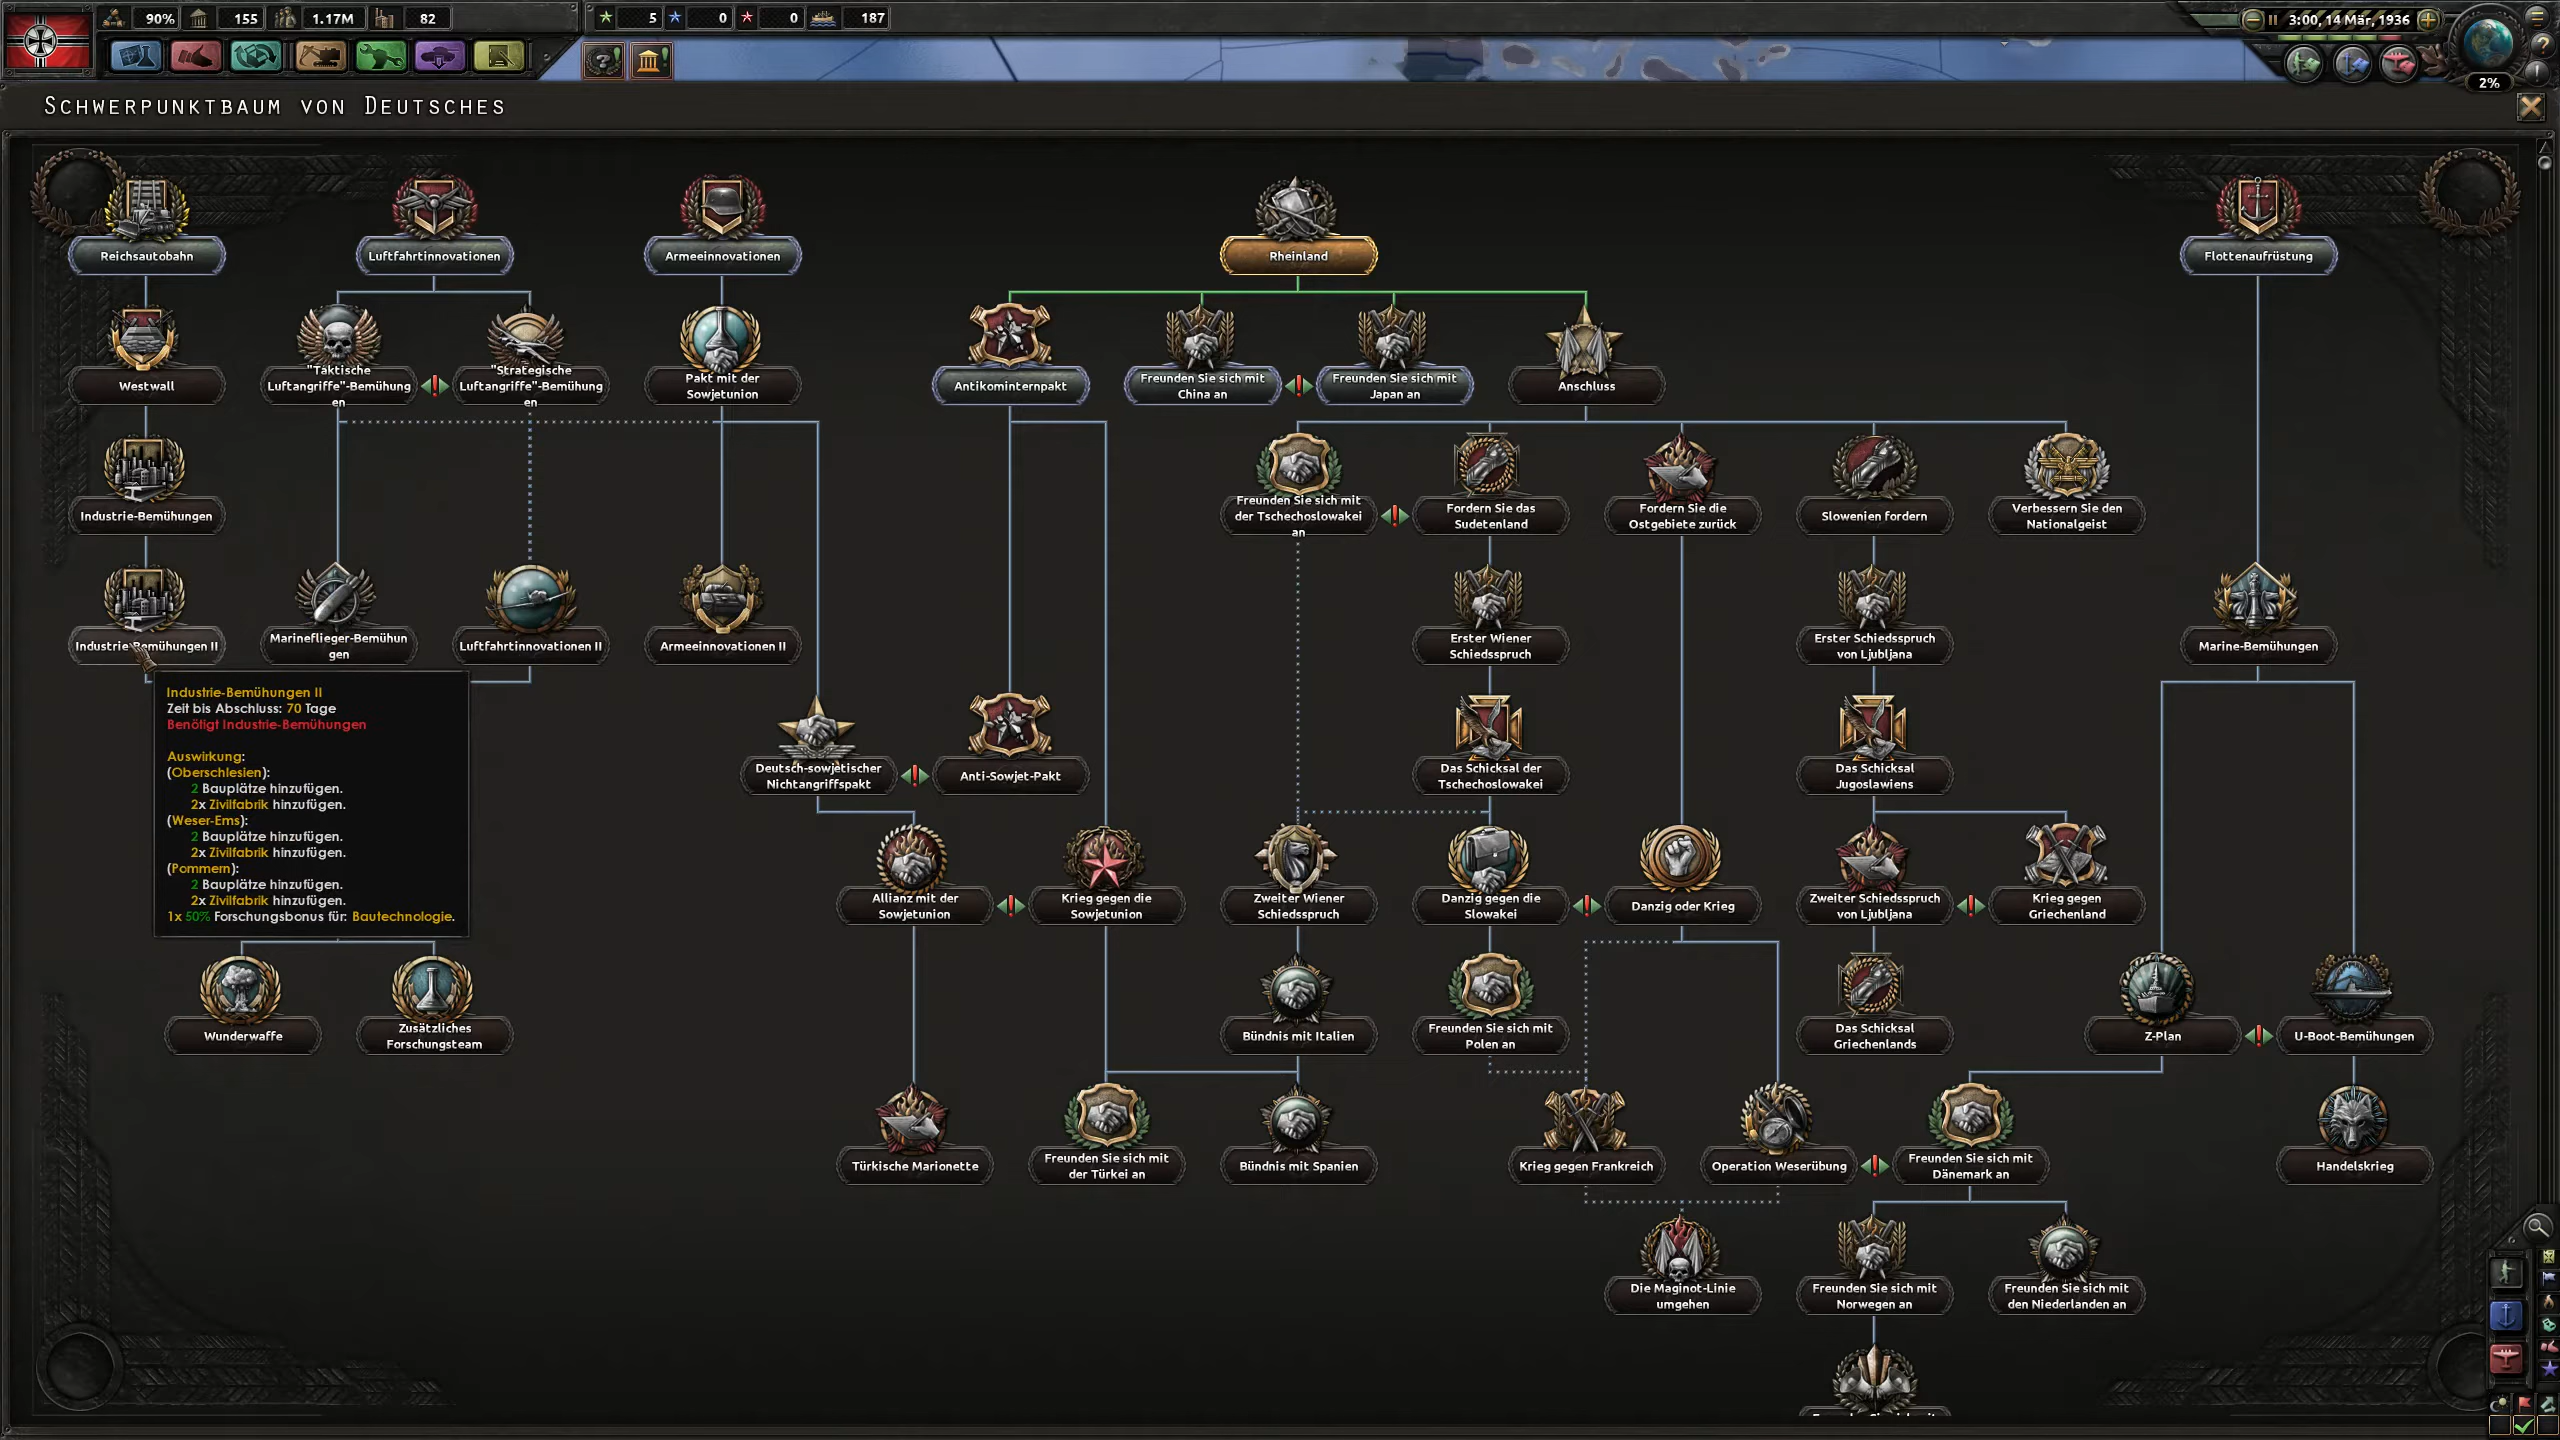 90%
155
1.17M
82
5
0
0
187
3:00, 14 Mär, 1936
2%
Schwerpunktbaum von Deutsches
Reichsautobahn
Luftfahrtinnovationen
Armeeinnovationen
Rheinland
Flottenaufrüstung
Westwall
"Taktische
Luftangriffe"-Bemühung
en
"Strategische
Luftangriffe"-Bemühung
en
Pakt mit der
Sowjetunion
Antikominternpakt
Freunden Sie sich mit
China an
Freunden Sie sich mit
Japan an
Anschluss
Industrie-Bemühungen
Freunden Sie sich mit
der Tschechoslowakei
an
Fordern Sie das
Sudetenland
Fordern Sie die
Ostgebiete zurück
Slowenien fordern
Verbessern Sie den
Nationalgeist
Industrie-Bemühungen II
Marineflieger-Bemühun
gen
Luftfahrtinnovationen II
Armeeinnovationen II
Erster Wiener
Schiedsspruch
Erster Schiedsspruch
von Ljubljana
Marine-Bemühungen
Industrie-Bemühungen II
Zeit bis Abschluss: 70 Tage
Benötigt Industrie-Bemühungen
Auswirkung:
(Oberschlesien):
2 Bauplätze hinzufügen.
2x Zivilfabrik hinzufügen.
(Weser-Ems):
2 Bauplätze hinzufügen.
2x Zivilfabrik hinzufügen.
(Pommern):
2 Bauplätze hinzufügen.
2x Zivilfabrik hinzufügen.
1x 50% Forschungsbonus für: Bautechnologie.
Deutsch-sowjetischer
Nichtangriffspakt
Anti-Sowjet-Pakt
Das Schicksal der
Tschechoslowakei
Das Schicksal
Jugoslawiens
Allianz mit der
Sowjetunion
Krieg gegen die
Sowjetunion
Zweiter Wiener
Schiedsspruch
Danzig gegen die
Slowakei
Danzig oder Krieg
Zweiter Schiedsspruch
von Ljubljana
Krieg gegen
Griechenland
Wunderwaffe
Zusätzliches
Forschungsteam
Bündnis mit Italien
Freunden Sie sich mit
Polen an
Das Schicksal
Griechenlands
Z-Plan
U-Boot-Bemühungen
Türkische Marionette
Freunden Sie sich mit
der Türkei an
Bündnis mit Spanien
Krieg gegen Frankreich
Operation Weserübung
Freunden Sie sich mit
Dänemark an
Handelskrieg
Die Maginot-Linie
umgehen
Freunden Sie sich mit
Norwegen an
Freunden Sie sich mit
den Niederlanden an